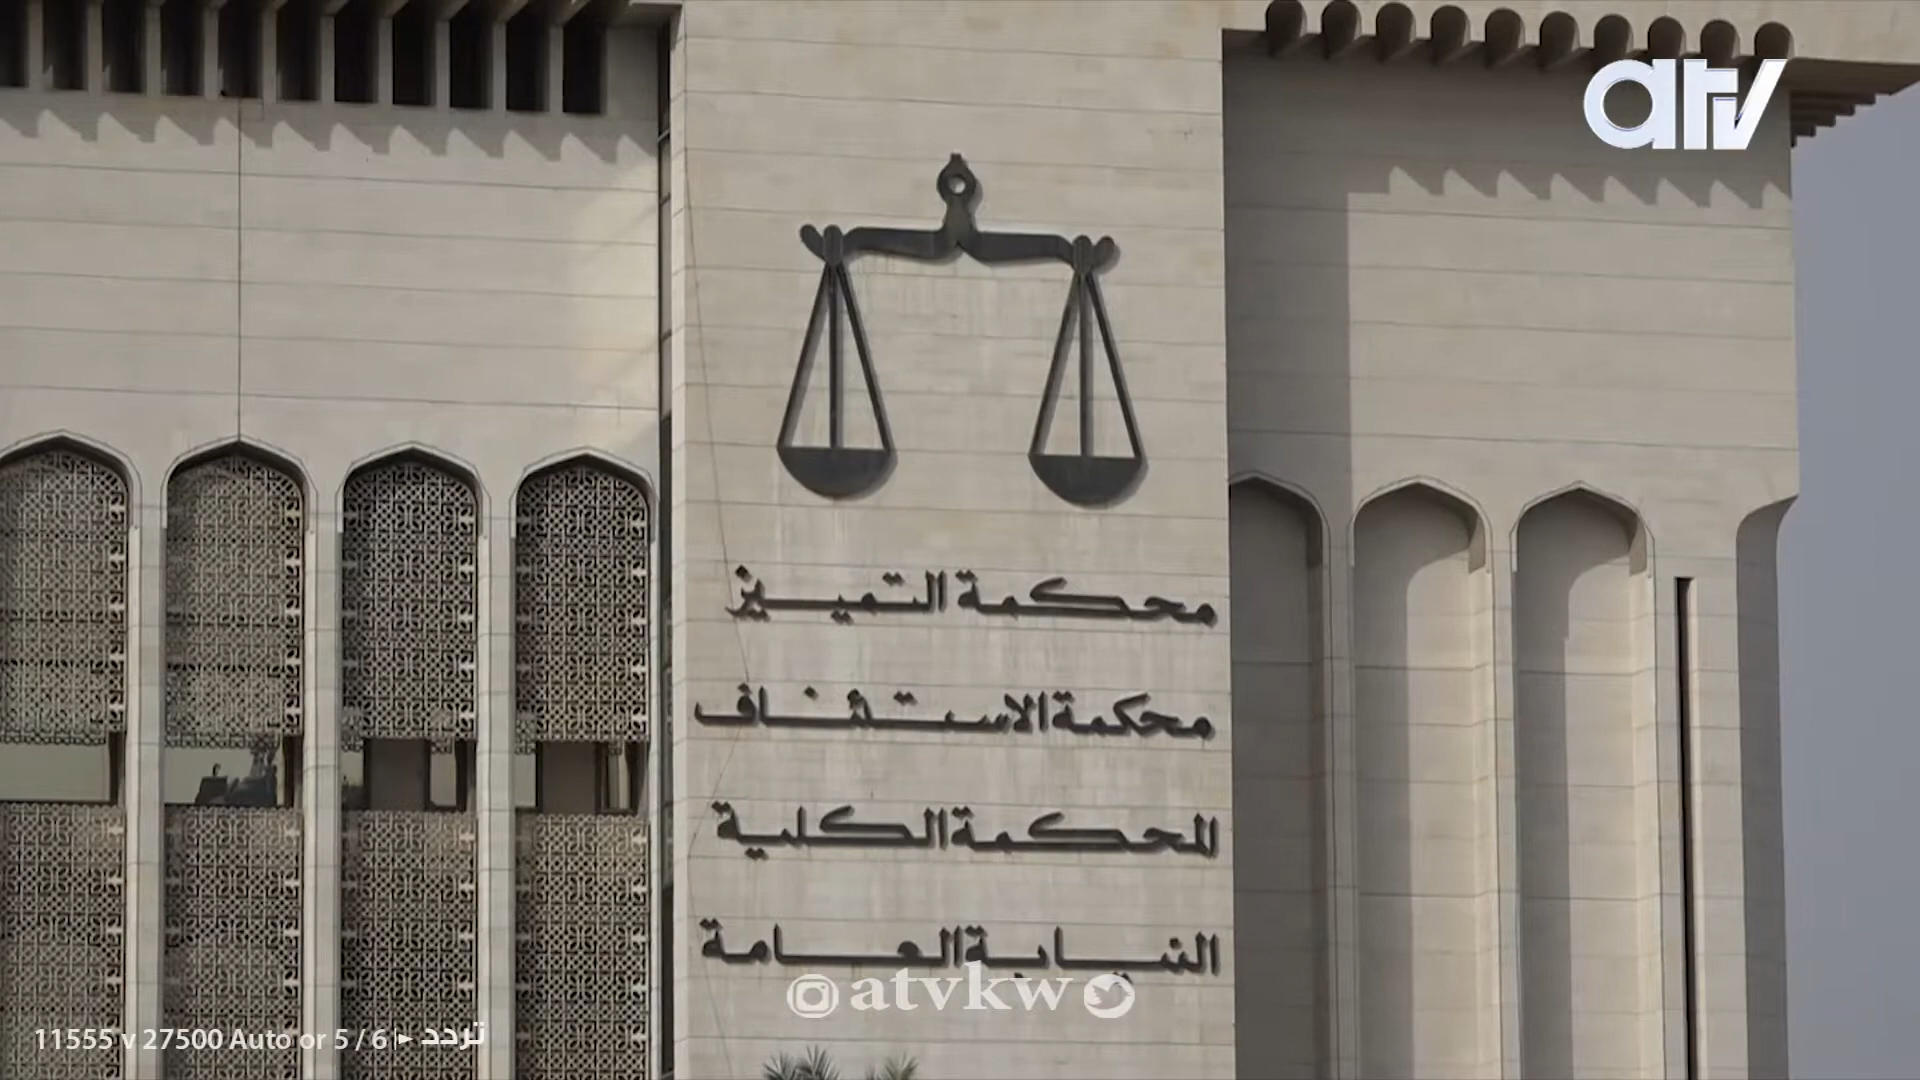 atv
محكمة التمييز
محكمة الاستئناف
المحكمة الكلية
النيابة العامة
atvkw
11555 v 27500 Auto or 5 / 6 ► تردد